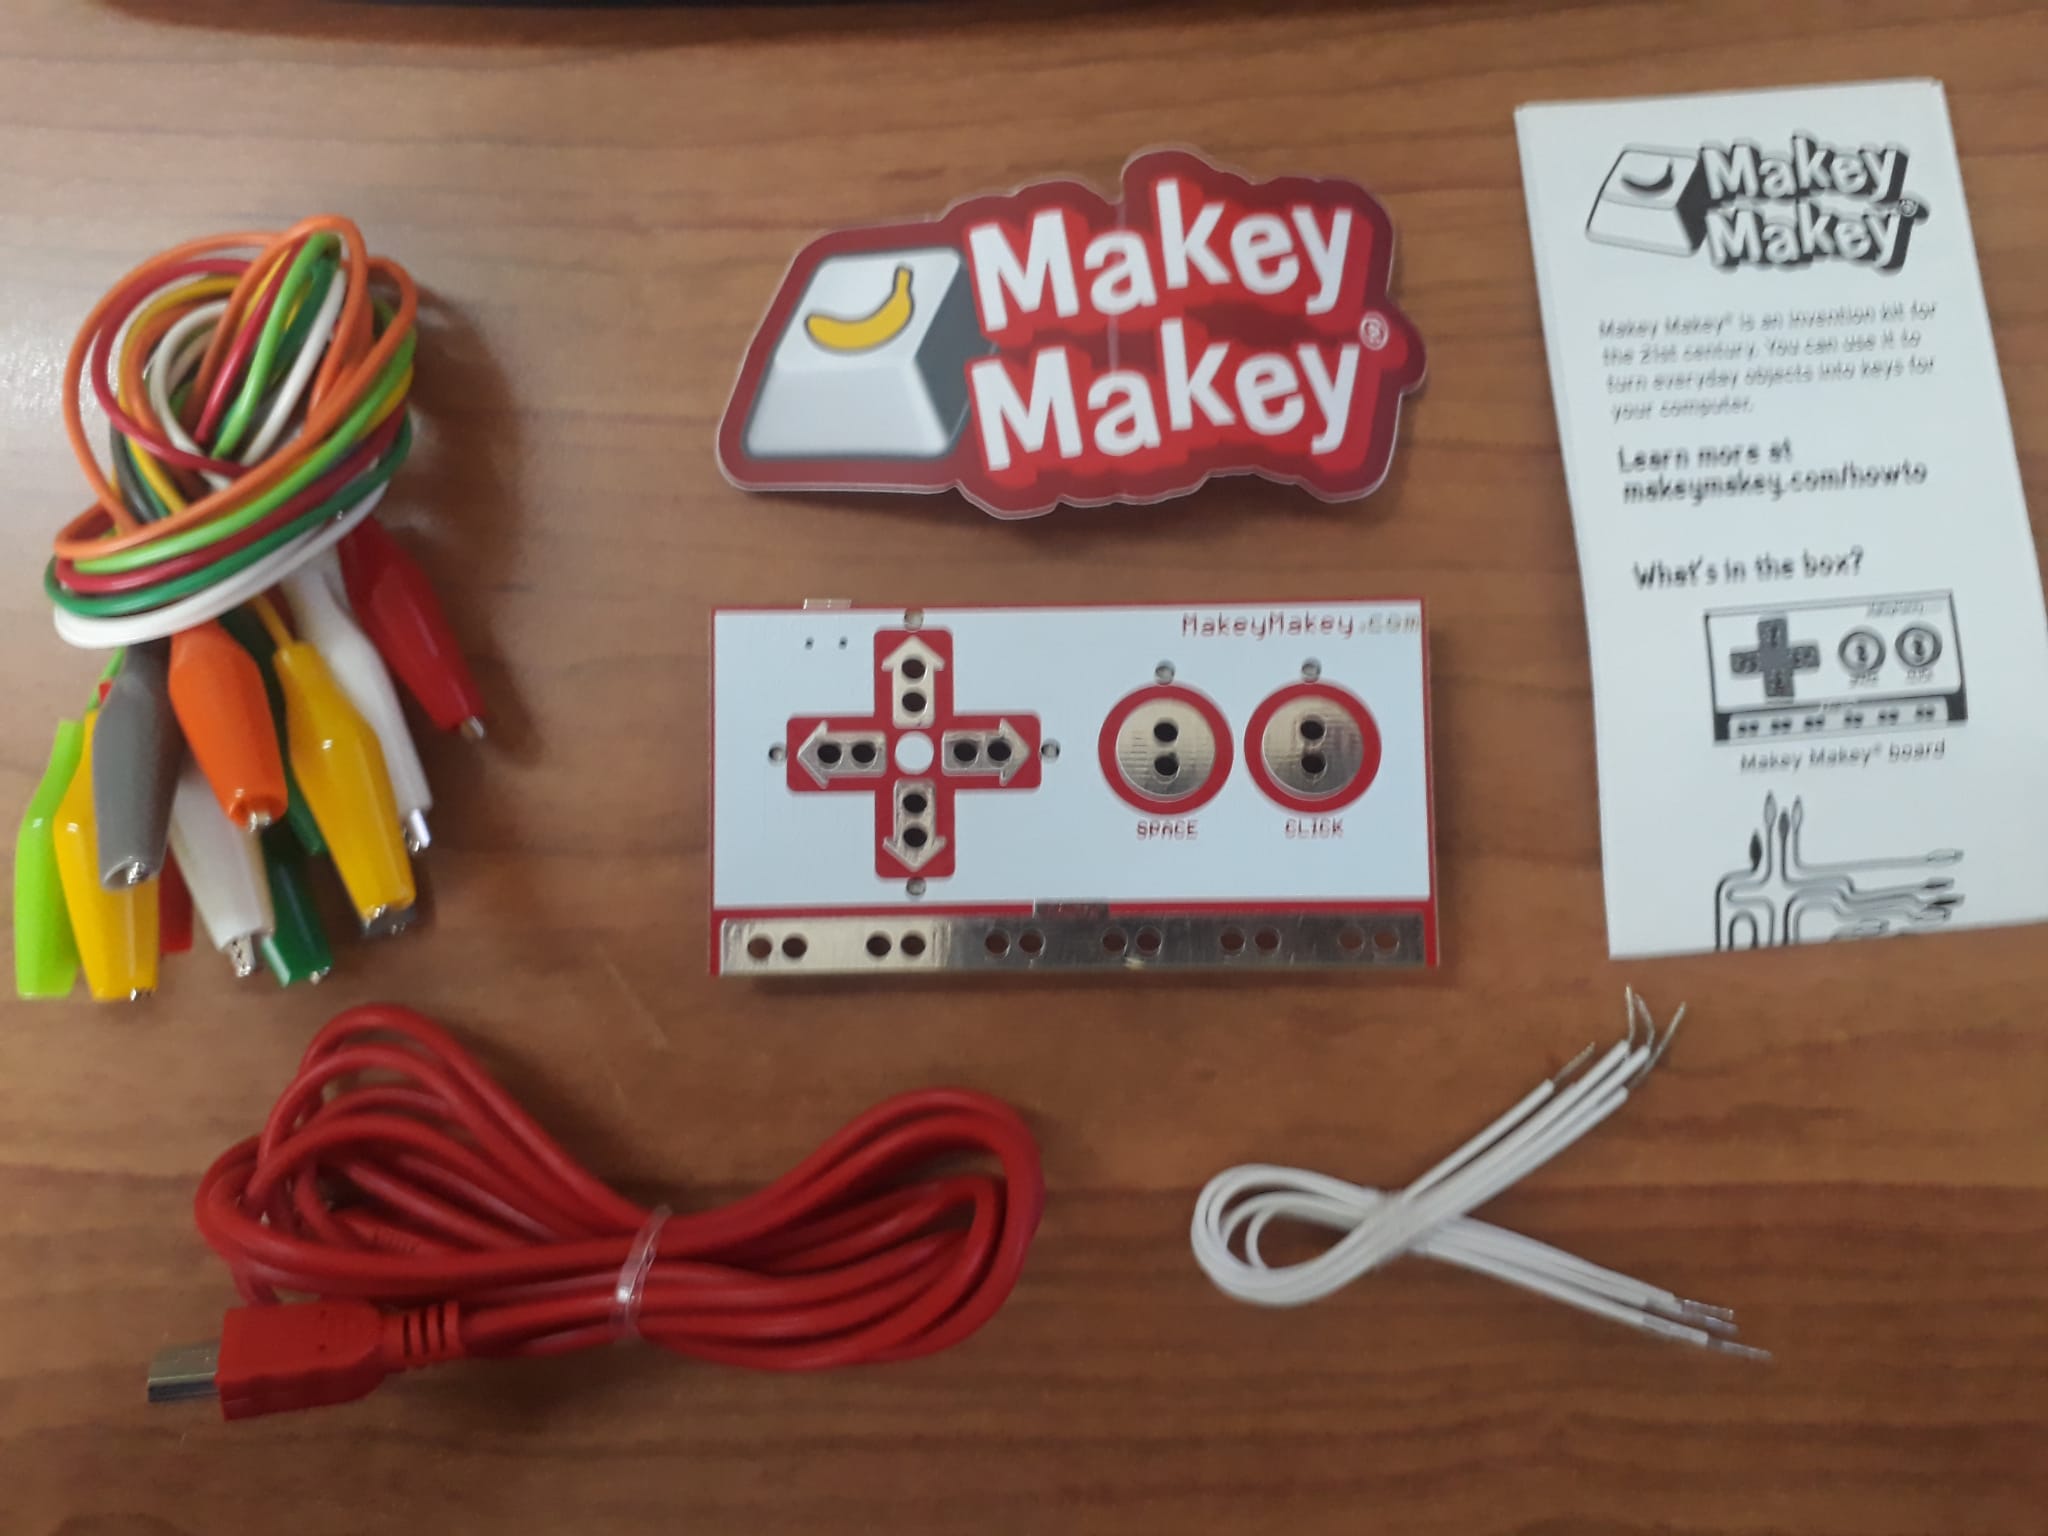 Makey
Makey®
MakeyMakey.com
SPACE
CLICK
Makey
Makey®
Makey Makey® is an invention kit for
the 21st century. You can use it to
turn everyday objects into keys for
your computer.
Learn more at
makeymakey.com/howto
What's in the box?
Makey Makey® board